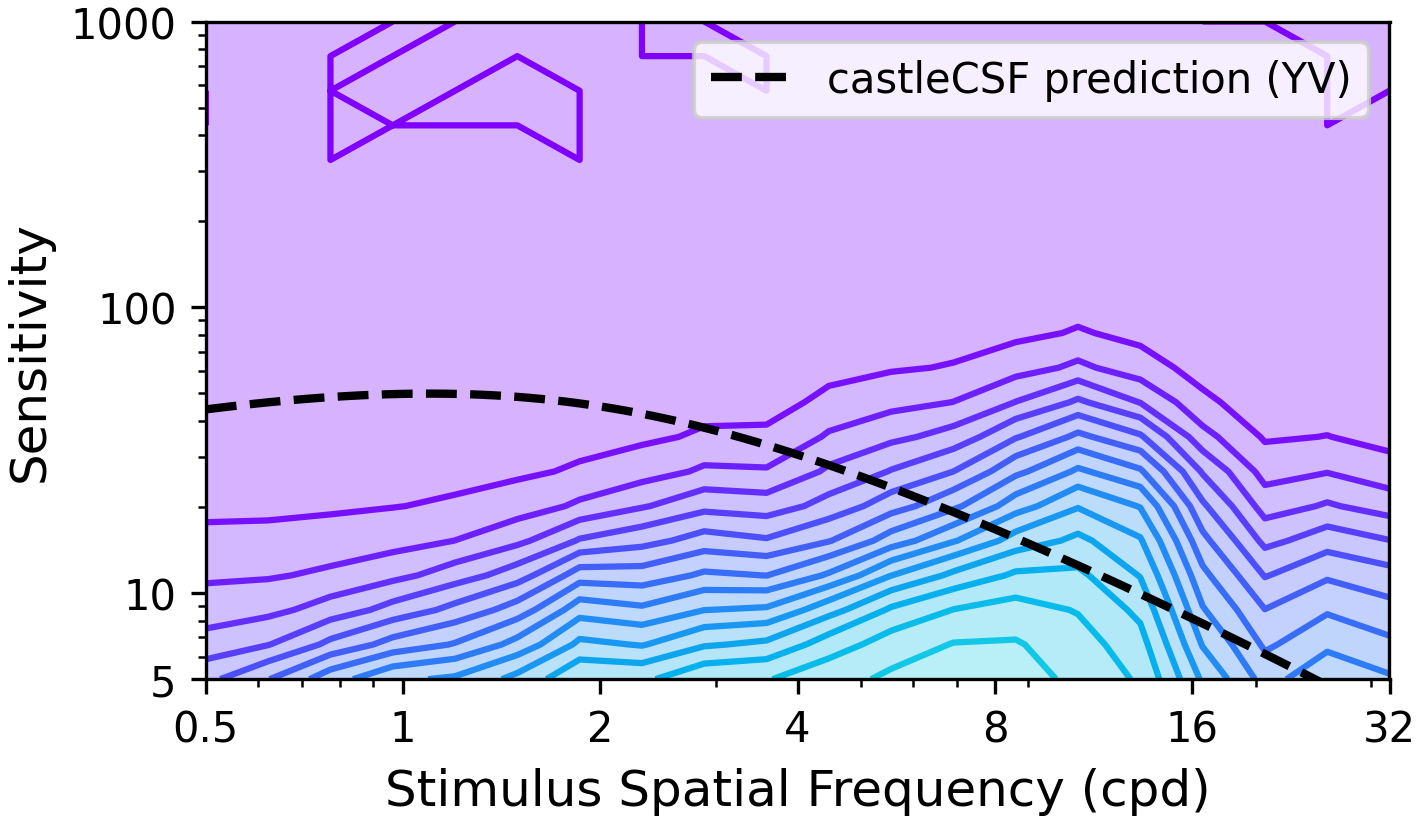 1000
castleCSF prediction (YV)
100
Sensitivity
10
5
0.5 1 2 4 8 16 32
Stimulus Spatial Frequency (cpd)